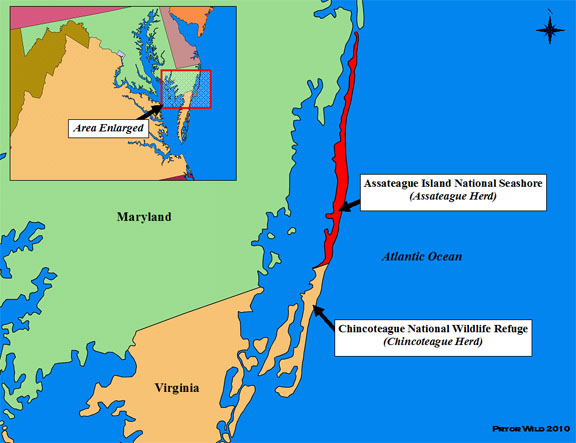 Area Enlarged
Maryland
Assateague Island National Seashore
(Assateague Herd)
Atlantic Ocean
Chincoteague National Wildlife Refuge
(Chincoteague Herd)
Virginia
Pryor Wild 2010